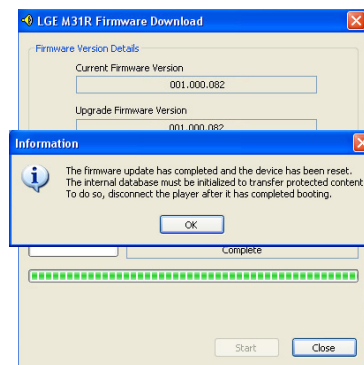 LGE M31R Firmware Download
Firmware Version Details
Current Firmware Version
001.000.082
Upgrade Firmware Version
001.000.082
Information
The firmware update has completed and the device has been reset.
The internal database must be initialized to transfer protected content
To do so, disconnect the player after it has completed booting.
OK
Complete
Start
Close